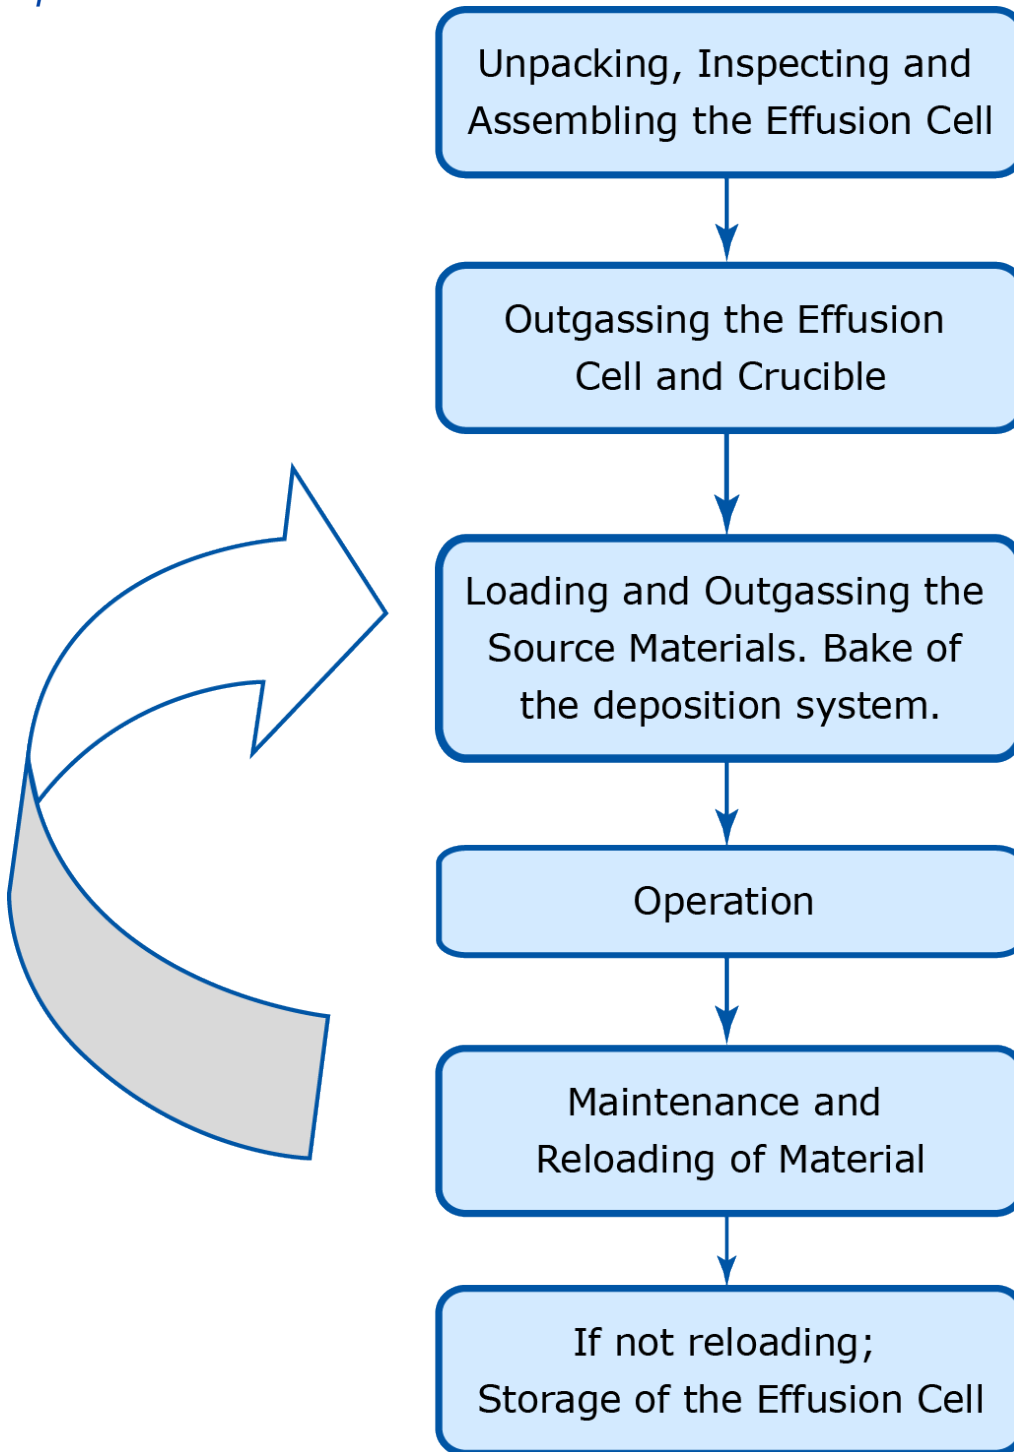 Unpacking, Inspecting and
Assembling the Effusion Cell
Outgassing the Effusion
Cell and Crucible
Loading and Outgassing the
Source Materials. Bake of
the deposition system.
Operation
Maintenance and
Reloading of Material
If not reloading;
Storage of the Effusion Cell